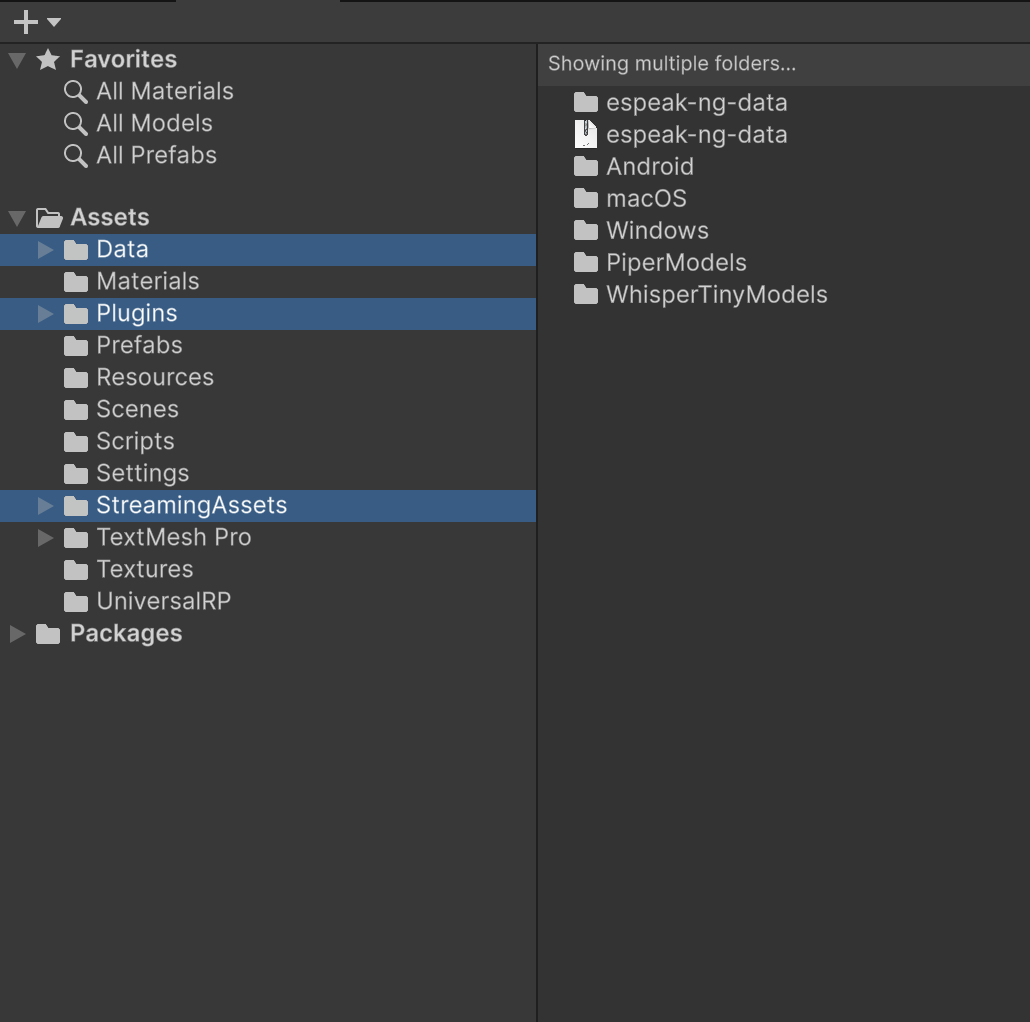 Favorites
All Materials
All Models
All Prefabs
Assets
Data
Materials
Plugins
Prefabs
Resources
Scenes
Scripts
Settings
StreamingAssets
TextMesh Pro
Textures
UniversalRP
Packages
Showing multiple folders...
espeak-ng-data
espeak-ng-data
Android
macOS
Windows
PiperModels
WhisperTinyModels